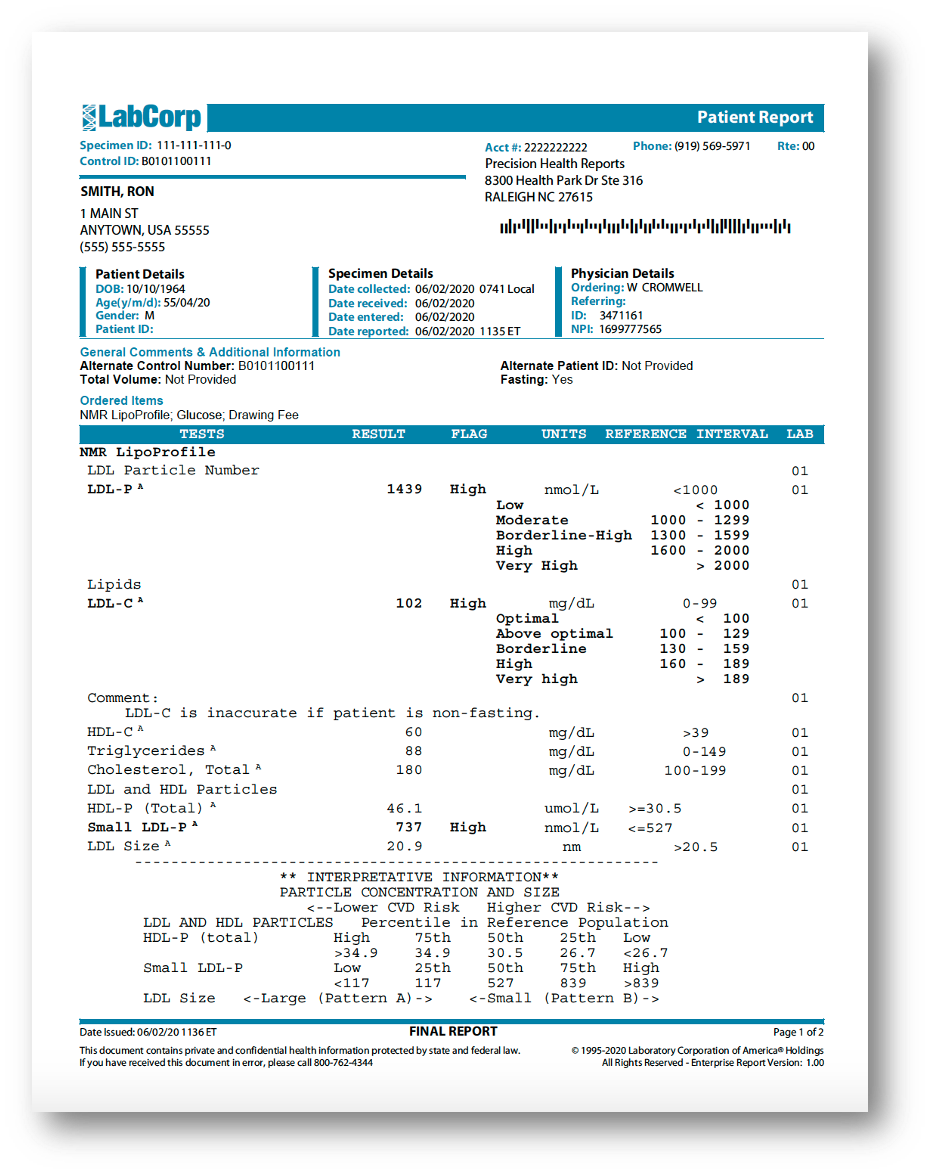 LabCorp Patient Report
Specimen ID: 111-111-111-0
Control ID: B0101100111
Acct #: 2222222222 Phone: (919) 569-5971 Rte: 00
Precision Health Reports
8300 Health Park Dr Ste 316
RALEIGH NC 27615
SMITH, RON
1 MAIN ST
ANYTOWN, USA 55555
(555) 555-5555
Patient Details
DOB: 10/10/1964
Age(y/m/d): 55/04/20
Gender: M
Patient ID:
Specimen Details
Date collected: 06/02/2020 0741 Local
Date received: 06/02/2020
Date entered: 06/02/2020
Date reported: 06/02/2020 1135 ET
Physician Details
Ordering: W CROMWELL
Referring:
ID: 3471161
NPI: 1699777565
General Comments & Additional Information
Alternate Control Number: B0101100111 Alternate Patient ID: Not Provided
Total Volume: Not Provided Fasting: Yes
Ordered Items
NMR LipoProfile; Glucose; Drawing Fee
TESTS RESULT FLAG UNITS REFERENCE INTERVAL LAB
NMR LipoProfile
LDL Particle Number 01
LDL-P A 1439 High nmol/L <1000 01
Low < 1000
Moderate 1000 - 1299
Borderline-High 1300 - 1599
High 1600 - 2000
Very High > 2000
Lipids 01
LDL-C A 102 High mg/dL 0-99 01
Optimal < 100
Above optimal 100 - 129
Borderline 130 - 159
High 160 - 189
Very high > 189
Comment: 01
LDL-C is inaccurate if patient is non-fasting.
HDL-C A 60 mg/dL >39 01
Triglycerides A 88 mg/dL 0-149 01
Cholesterol, Total A 180 mg/dL 100-199 01
LDL and HDL Particles 01
HDL-P (Total) A 46.1 umol/L >=30.5 01
Small LDL-P A 737 High nmol/L <=527 01
LDL Size A 20.9 nm >20.5 01
----------------------------------------------------------
** INTERPRETATIVE INFORMATION**
PARTICLE CONCENTRATION AND SIZE
<--Lower CVD Risk Higher CVD Risk-->
LDL AND HDL PARTICLES Percentile in Reference Population
HDL-P (total) High 75th 50th 25th Low
>34.9 34.9 30.5 26.7 <26.7
Small LDL-P Low 25th 50th 75th High
<117 117 527 839 >839
LDL Size <-Large (Pattern A)-> <-Small (Pattern B)->
Date Issued: 06/02/20 1136 ET FINAL REPORT Page 1 of 2
This document contains private and confidential health information protected by state and federal law. © 1995-2020 Laboratory Corporation of America® Holdings
If you have received this document in error, please call 800-762-4344 All Rights Reserved - Enterprise Report Version: 1.00